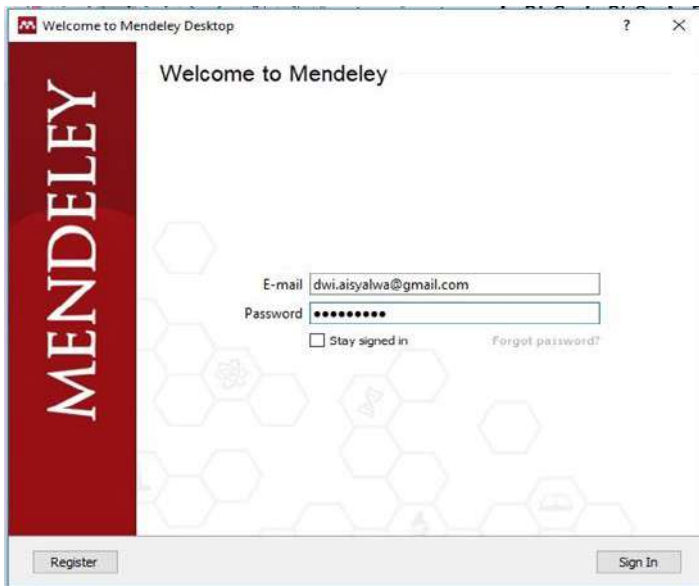 Welcome to Mendeley Desktop
?
MENDELEY
Welcome to Mendeley
E-mail dwi.aisyalwa@gmail.com
Password •••••••••
Stay signed in Forgot password?
Register Sign In